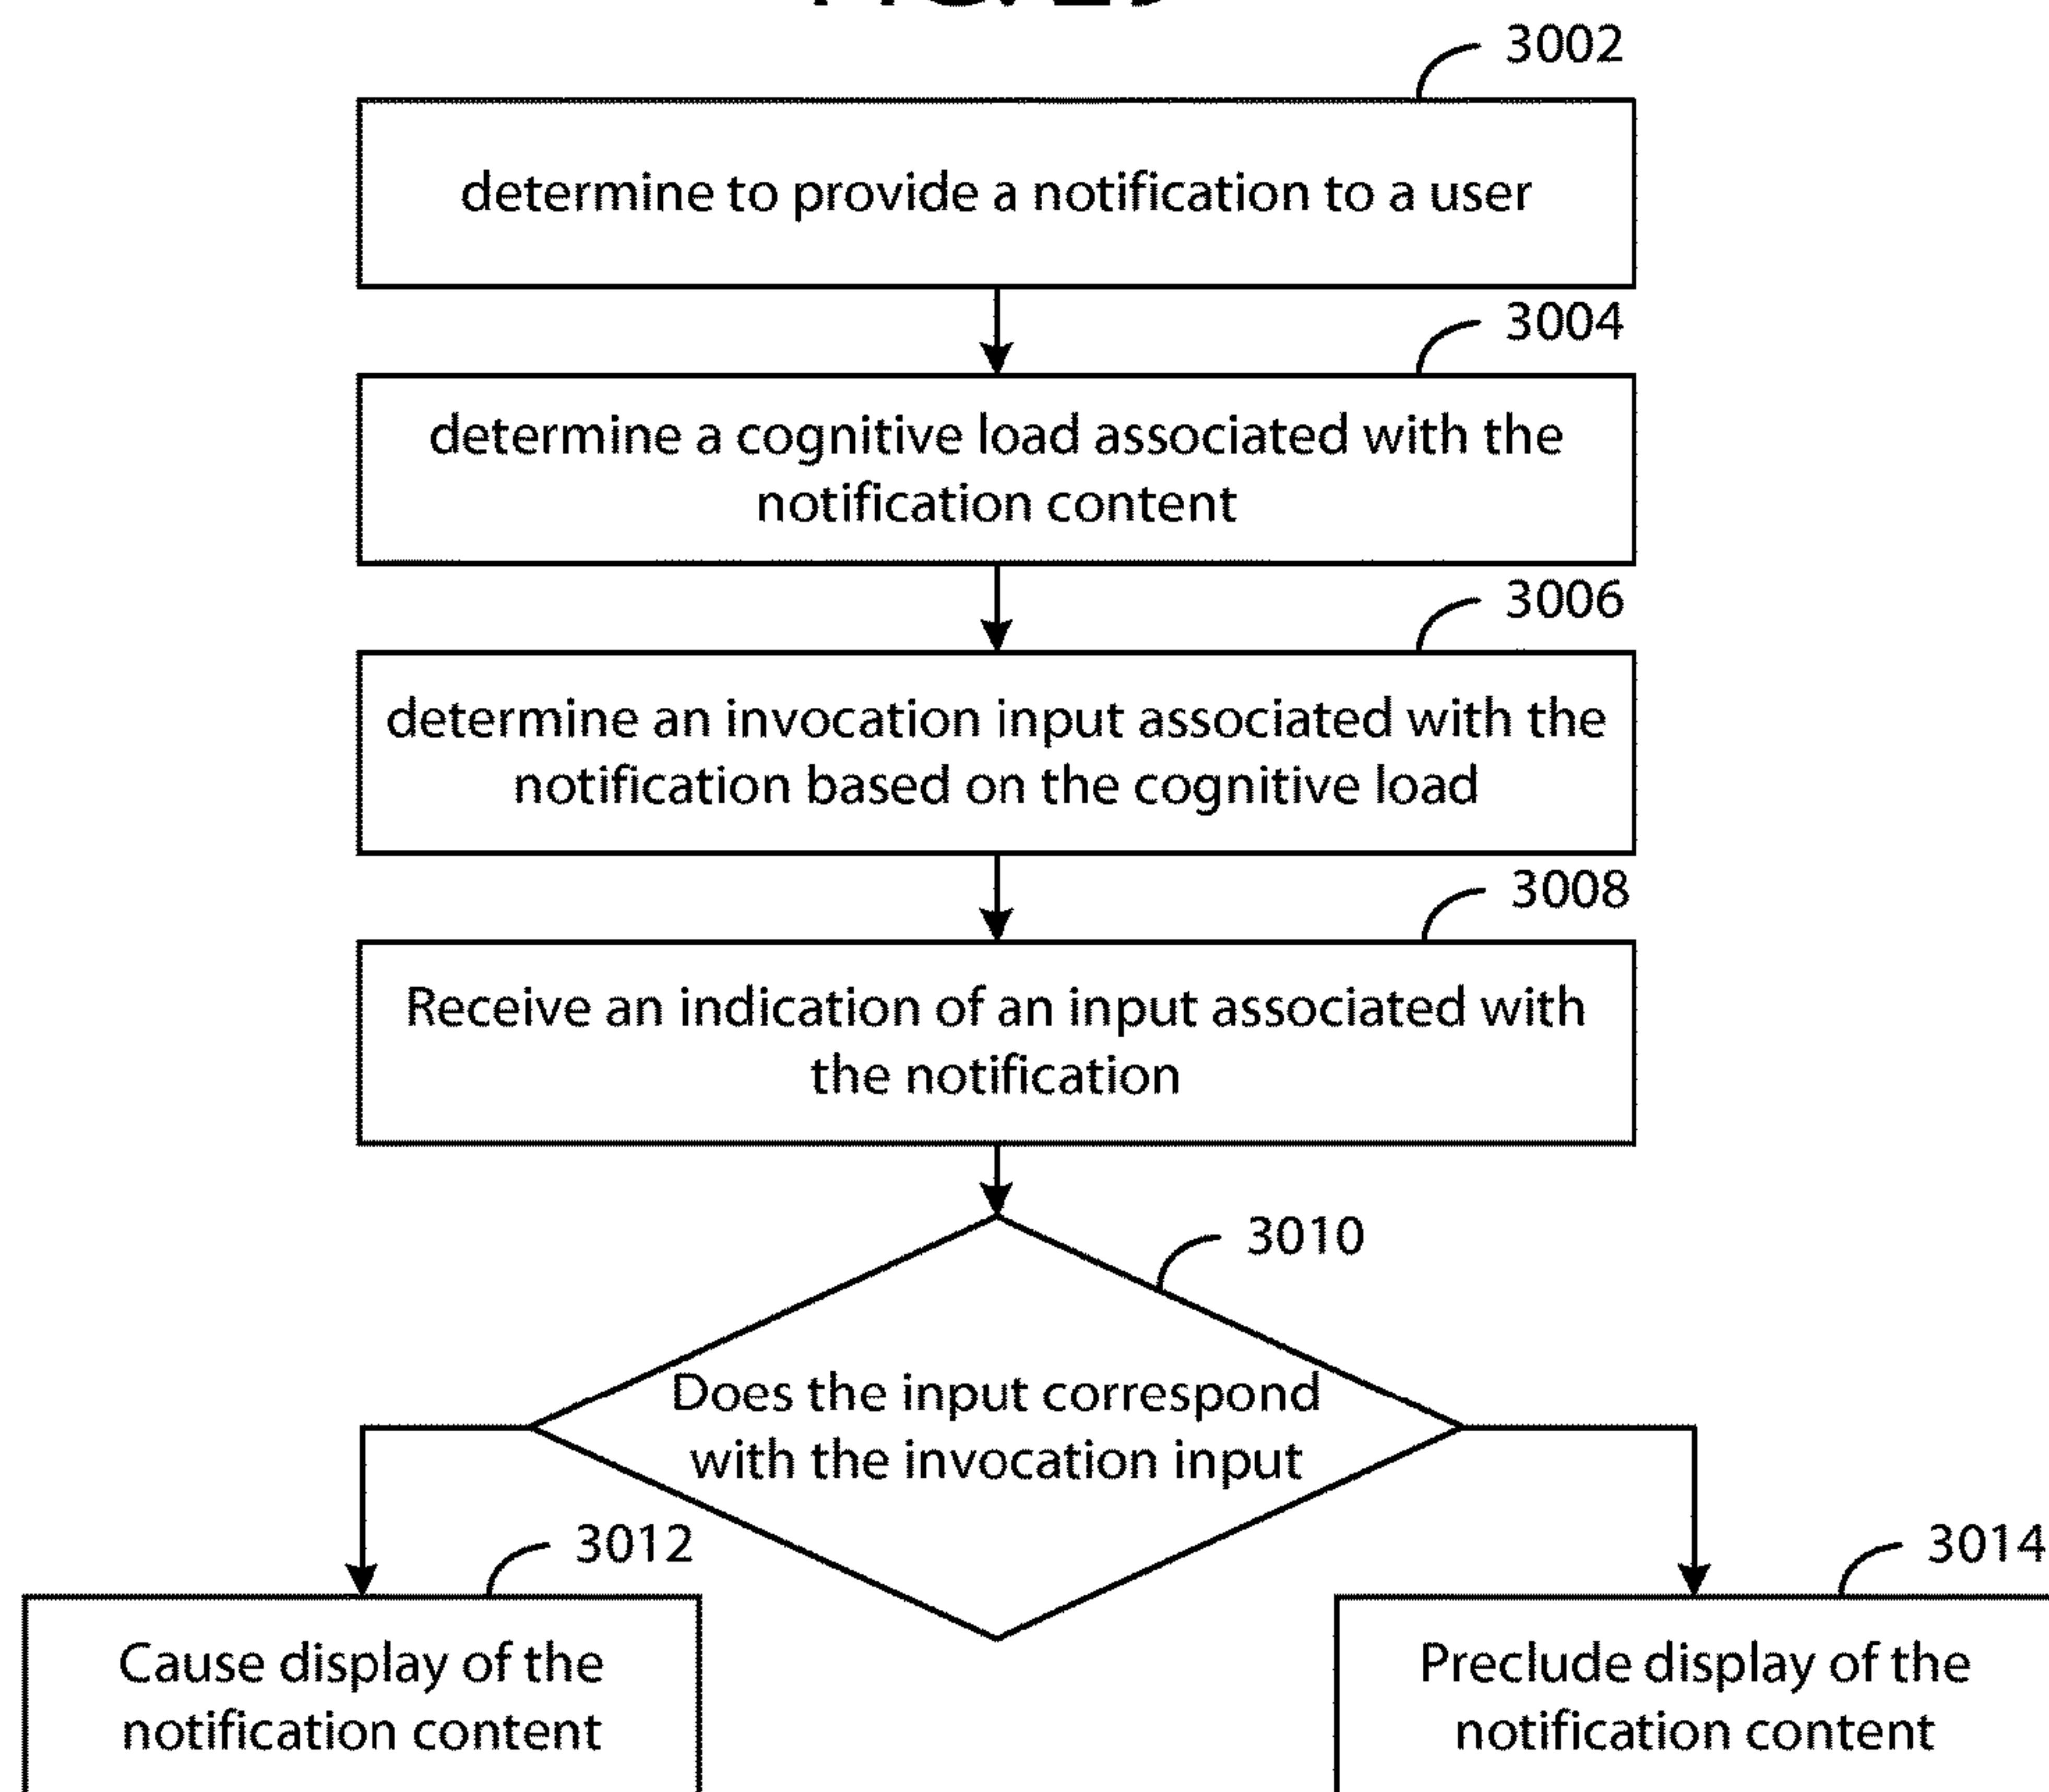 3002
determine to provide a notification to a user
3004
determine a cognitive load associated with the
notification content
3006
determine an invocation input associated with the
notification based on the cognitive load
3008
Receive an indication of an input associated with
the notification
3010
Does the input correspond
with the invocation input
3012
Cause display of the
notification content
3014
Preclude display of the
notification content